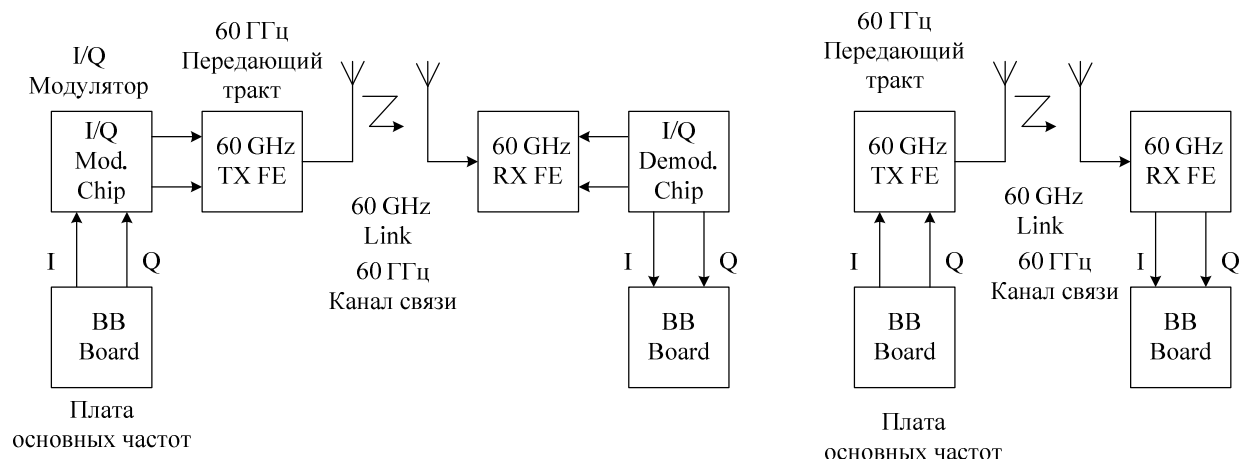 I/Q
Модулятор
60 ГГц
Передающий
тракт
I/Q
Mod.
Chip
60 GHz
TX FE
60 GHz
RX FE
I/Q
Demod.
Chip
60 GHz
Link
60 ГГц
Канал связи
I
Q
I
Q
BB
Board
BB
Board
Плата
основных частот
60 ГГц
Передающий
тракт
60 GHz
TX FE
60 GHz
RX FE
60 GHz
Link
60 ГГц
Канал связи
I
Q
I
Q
BB
Board
BB
Board
Плата
основных частот